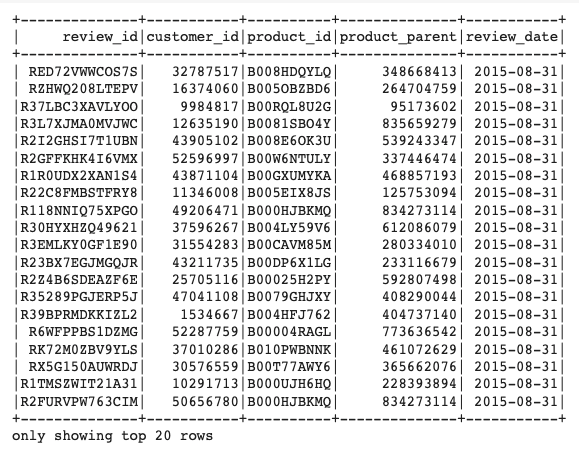 +--------------+-----------+----------+--------------+-----------+
|     review_id|customer_id|product_id|product_parent|review_date|
+--------------+-----------+----------+--------------+-----------+
| RED72VWWCOS7S|   32787517|B008HDQYLQ|     348668413| 2015-08-31|
| RZHWQ208LTEPV|   16374060|B005OBZBD6|     264704759| 2015-08-31|
|R37LBC3XAVLYOO|    9984817|B00RQL8U2G|      95173602| 2015-08-31|
|R3L7XJMA0MVJWC|   12635190|B0081SBO4Y|     835659279| 2015-08-31|
|R2I2GHSI7T1UBN|   43905102|B008E6OK3U|     539243347| 2015-08-31|
|R2GFFKHK4I6VMX|   52596997|B00W6NTULY|     337446474| 2015-08-31|
|R1R0UDX2XAN1S4|   43871104|B00GXUMYKA|     468857193| 2015-08-31|
|R22C8FMBSTFRY8|   11346008|B005EIX8JS|     125753094| 2015-08-31|
|R118NNIQ75XPGO|   49206471|B000HJBKMQ|     834273114| 2015-08-31|
|R30HYXHZQ49621|   37596267|B004LY59V6|     612086079| 2015-08-31|
|R3EMLKY0GF1E90|   31554283|B00CAVM85M|     280334010| 2015-08-31|
|R23BX7EGJMGQJR|   43211735|B00DP6X1LG|     233116679| 2015-08-31|
|R2Z4B6SDEAZF6E|   25705116|B00025H2PY|     592807498| 2015-08-31|
|R35289PGJERP5J|   47041108|B0079GHJXY|     408290044| 2015-08-31|
|R39BPRMDKKIZL2|    1534667|B004HFJ762|     404737140| 2015-08-31|
| R6WFPPBS1DZMG|   52287759|B00004RAGL|     773636542| 2015-08-31|
| RK72M0ZBV9YLS|   37010286|B010PWBNNK|     461072629| 2015-08-31|
| RX5G150AUWRDJ|   30576559|B00T77AWY6|     365662076| 2015-08-31|
|R1TMSZWIT21A31|   10291713|B000UJH6HQ|     228393894| 2015-08-31|
|R2FURVPW763CIM|   50656780|B000HJBKMQ|     834273114| 2015-08-31|
+--------------+-----------+----------+--------------+-----------+
only showing top 20 rows